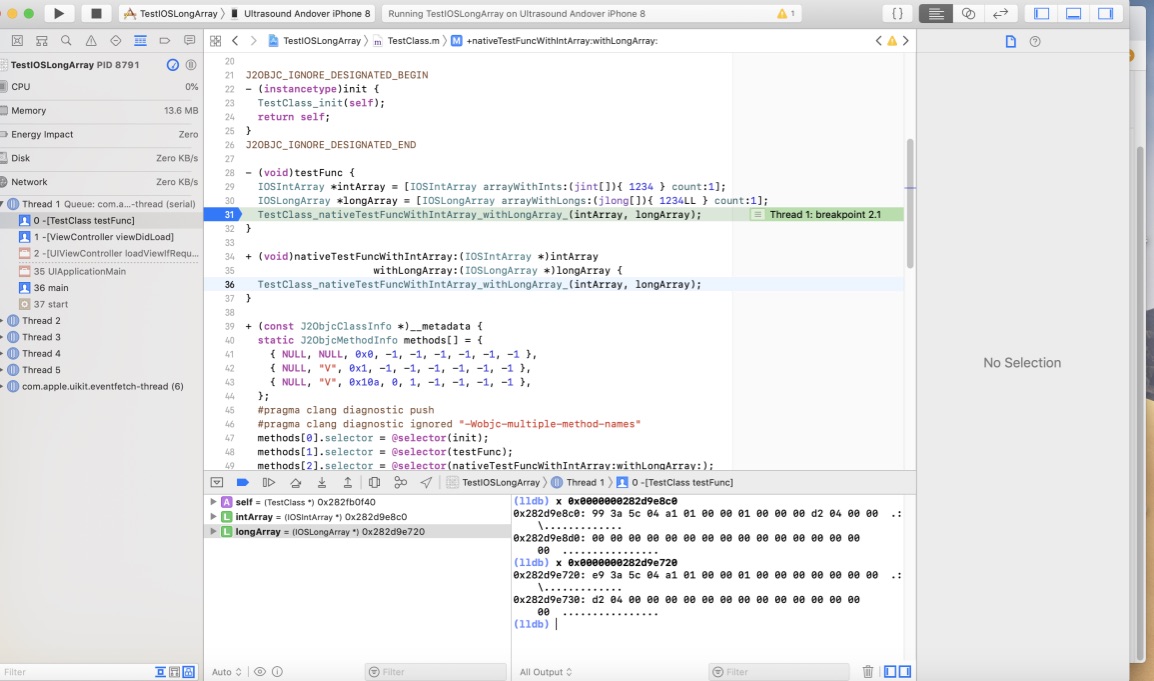 TestIOSLongArray 〉 Ultrasound Andover iPhone 8
Running TestIOSLongArray on Ultrasound Andover iPhone 8
1
{ }
TestIOSLongArray 〉 TestClass.m 〉 M +nativeTestFuncWithIntArray:withLongArray:
TestIOSLongArray PID 8791
CPU 0%
Memory 13.6 MB
Energy Impact Zero
Disk Zero KB/s
Network Zero KB/s
Thread 1 Queue: com.a...-thread (serial)
0 -[TestClass testFunc]
1 -[ViewController viewDidLoad]
2 -[UIViewController loadViewIfRequ...
35 UIApplicationMain
36 main
37 start
Thread 2
Thread 3
Thread 4
Thread 5
com.apple.uikit.eventfetch-thread (6)
Filter
20
21 J2OBJC_IGNORE_DESIGNATED_BEGIN
22 - (instancetype)init {
23 TestClass_init(self);
24 return self;
25 }
26 J2OBJC_IGNORE_DESIGNATED_END
27
28 - (void)testFunc {
29 IOSIntArray *intArray = [IOSIntArray arrayWithInts:(jint[]){ 1234 } count:1];
30 IOSLongArray *longArray = [IOSLongArray arrayWithLongs:(jlong[]){ 1234LL } count:1];
31 TestClass_nativeTestFuncWithIntArray_withLongArray_(intArray, longArray); Thread 1: breakpoint 2.1
32 }
33
34 + (void)nativeTestFuncWithIntArray:(IOSIntArray *)intArray
35 withLongArray:(IOSLongArray *)longArray {
36 TestClass_nativeTestFuncWithIntArray_withLongArray_(intArray, longArray);
37 }
38
39 + (const J2ObjcClassInfo *)__metadata {
40 static J2ObjcMethodInfo methods[] = {
41 { NULL, NULL, 0x0, -1, -1, -1, -1, -1, -1 },
42 { NULL, "V", 0x1, -1, -1, -1, -1, -1, -1 },
43 { NULL, "V", 0x10a, 0, 1, -1, -1, -1, -1 },
44 };
45 #pragma clang diagnostic push
46 #pragma clang diagnostic ignored "-Wobjc-multiple-method-names"
47 methods[0].selector = @selector(init);
48 methods[1].selector = @selector(testFunc);
49 methods[2].selector = @selector(nativeTestFuncWithIntArray:withLongArray:);
TestIOSLongArray 〉 Thread 1 〉 0 -[TestClass testFunc]
A self = (TestClass *) 0x282fb0f40
L intArray = (IOSIntArray *) 0x282d9e8c0
L longArray = (IOSLongArray *) 0x282d9e720
Auto
Filter
(lldb) x 0x0000000282d9e8c0
0x282d9e8c0: 99 3a 5c 04 a1 01 00 00 01 00 00 00 d2 04 00 00 .:
\.............
0x282d9e8d0: 00 00 00 00 00 00 00 00 00 00 00 00 00 00 00
00 ................
(lldb) x 0x0000000282d9e720
0x282d9e720: e9 3a 5c 04 a1 01 00 00 01 00 00 00 00 00 00 00 .:
\.............
0x282d9e730: d2 04 00 00 00 00 00 00 00 00 00 00 00 00 00
00 ................
(lldb)
All Output
Filter
No Selection